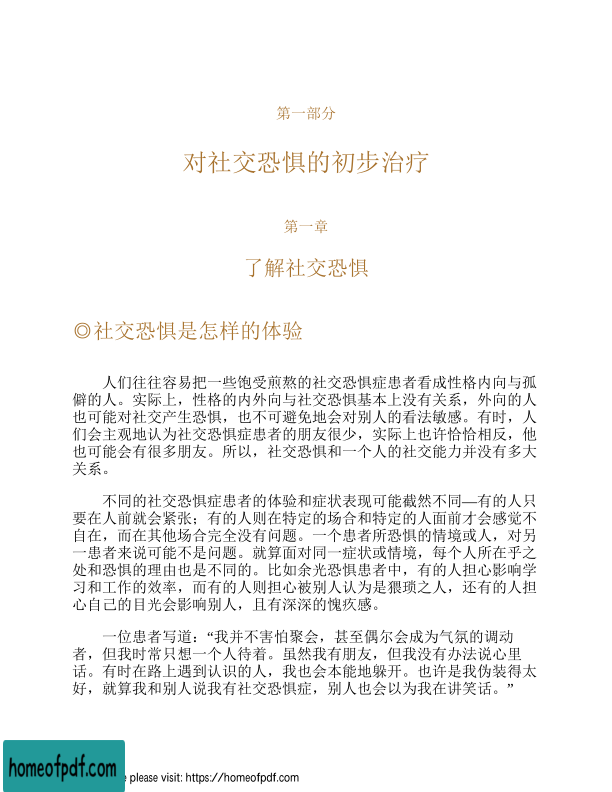 第一部分
对社交恐惧的初步治疗
第一章
了解社交恐惧
◎社交恐惧是怎样的体验
人们往往容易把一些饱受煎熬的社交恐惧症患者看成性格内向与孤
僻的人。实际上，性格的内外向与社交恐惧基本上没有关系，外向的人
也可能对社交产生恐惧，也不可避免地会对别人的看法敏感。有时，人
们会主观地认为社交恐惧症患者的朋友很少，实际上也许恰恰相反，他
也可能会有很多朋友。所以，社交恐惧和一个人的社交能力并没有多大
关系。
不同的社交恐惧症患者的体验和症状表现可能截然不同—有的人只
要在人前就会紧张；有的人则在特定的场合和特定的人面前才会感觉不
自在，而在其他场合完全没有问题。一个患者所恐惧的情境或人，对另
一患者来说可能不是问题。就算面对同一症状或情境，每个人所在乎之
处和恐惧的理由也是不同的。比如余光恐惧患者中，有的人担心影响学
习和工作的效率，而有的人则担心被别人认为是猥琐之人，还有的人担
心自己的目光会影响别人，且有深深的愧疚感。
一位患者写道：“我并不害怕聚会，甚至偶尔会成为气氛的调动
者，但我时常只想一个人待着。虽然我有朋友，但我没有办法说心里
话。有时在路上遇到认识的人，我也会本能地躲开。也许是我伪装得太
好，就算我和别人说我有社交恐惧症，别人也会以为我在讲笑话。”
homeofpdf.com
e please visit: https://homeofpdf.com